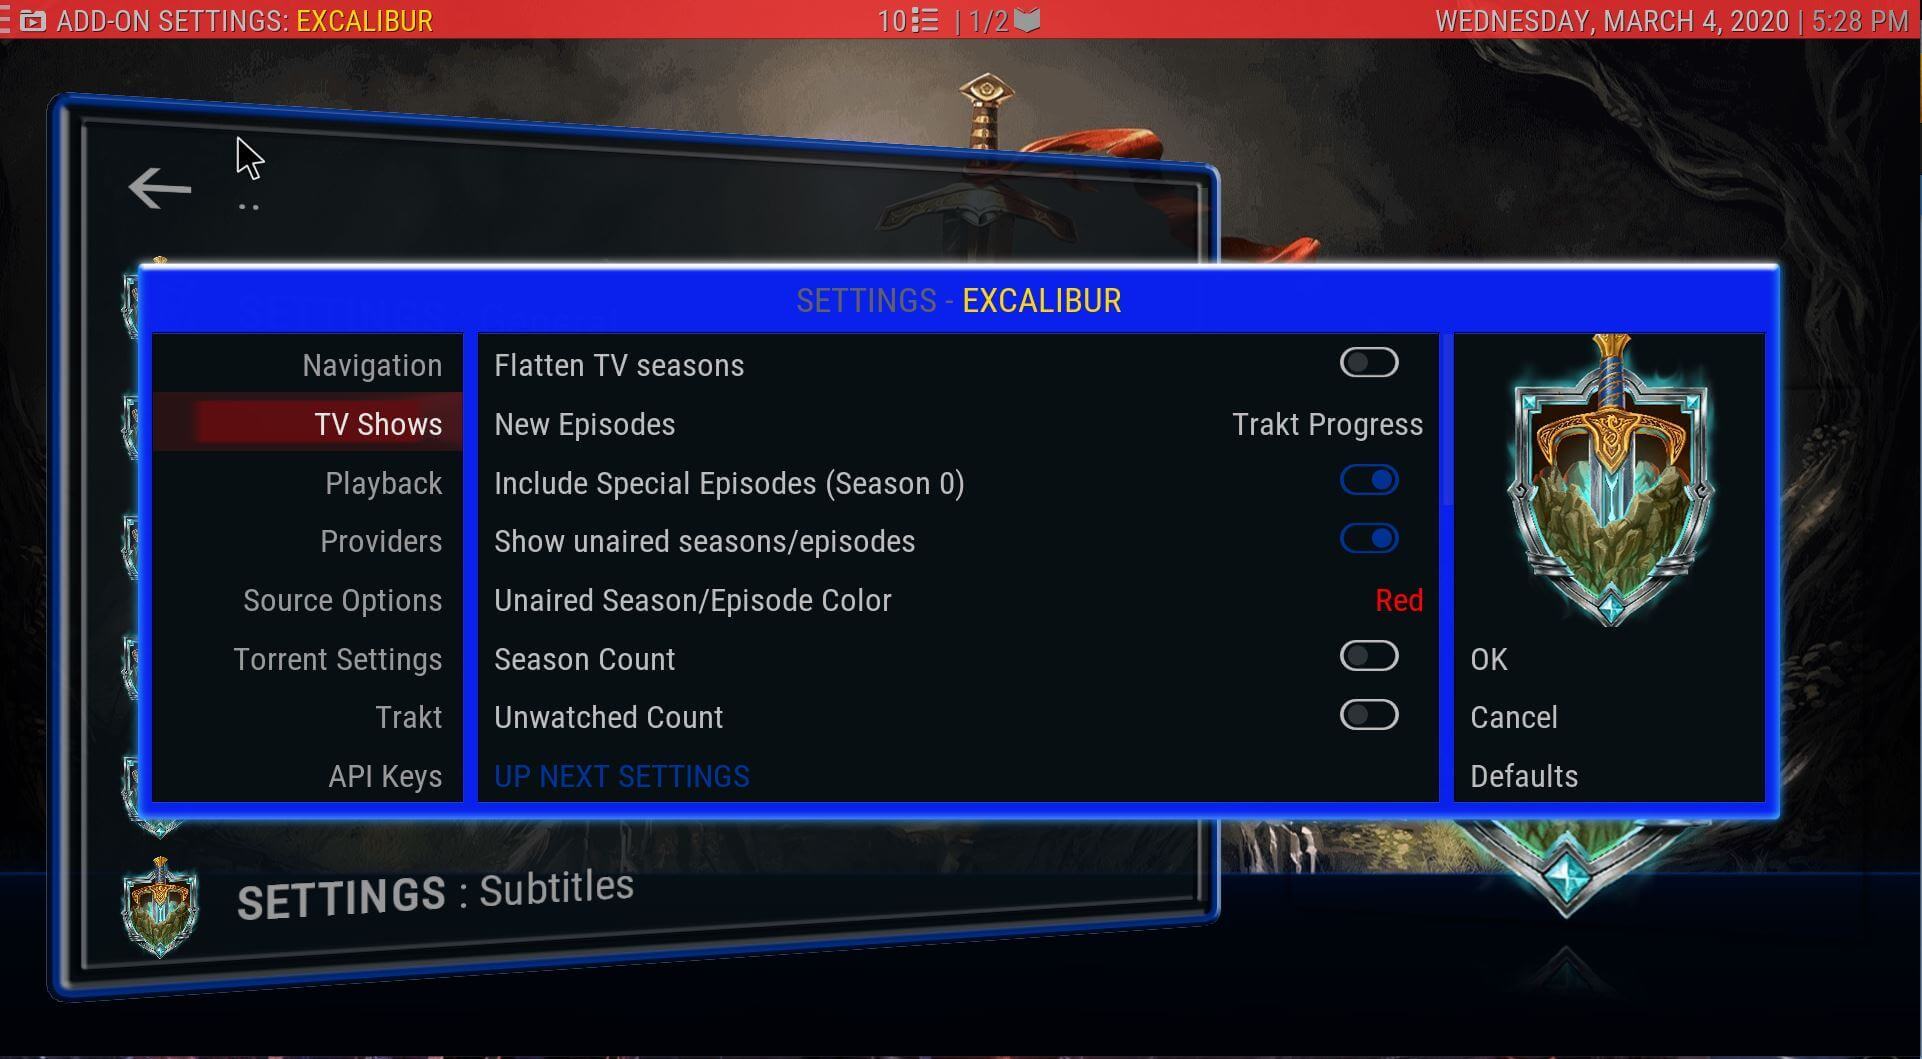 ADD-ON SETTINGS: EXCALIBUR
10 | 1/2
WEDNESDAY, MARCH 4, 2020 | 5:28 PM
..
SETTINGS - EXCALIBUR
Navigation
TV Shows
Playback
Providers
Source Options
Torrent Settings
Trakt
API Keys
Flatten TV seasons
New Episodes Trakt Progress
Include Special Episodes (Season 0)
Show unaired seasons/episodes
Unaired Season/Episode Color Red
Season Count
Unwatched Count
UP NEXT SETTINGS
OK
Cancel
Defaults
SETTINGS : Subtitles